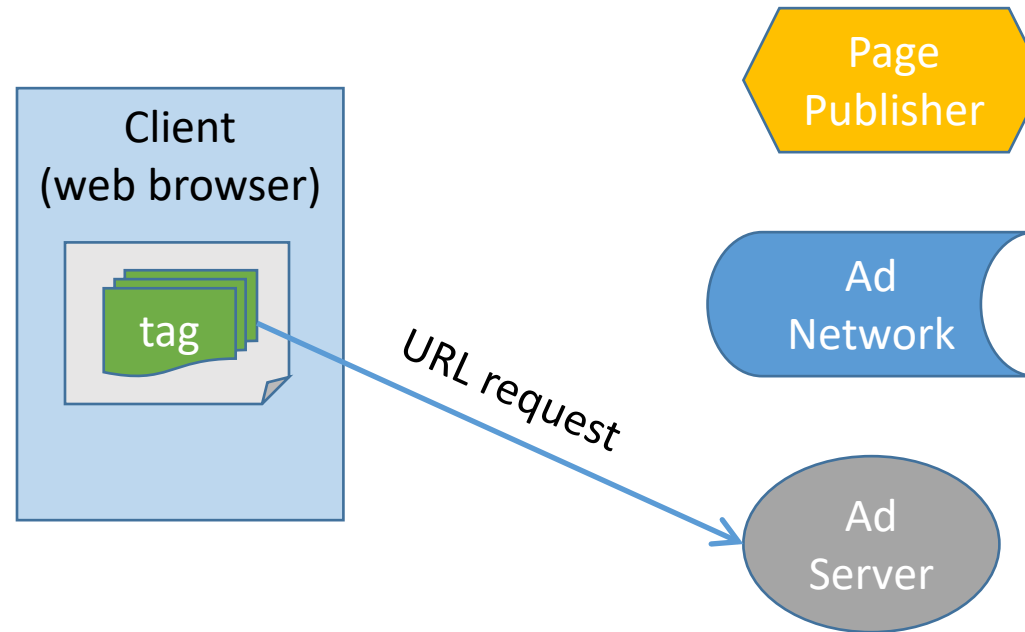 Client
(web browser)
tag
URL request
Page
Publisher
Ad
Network
Ad
Server